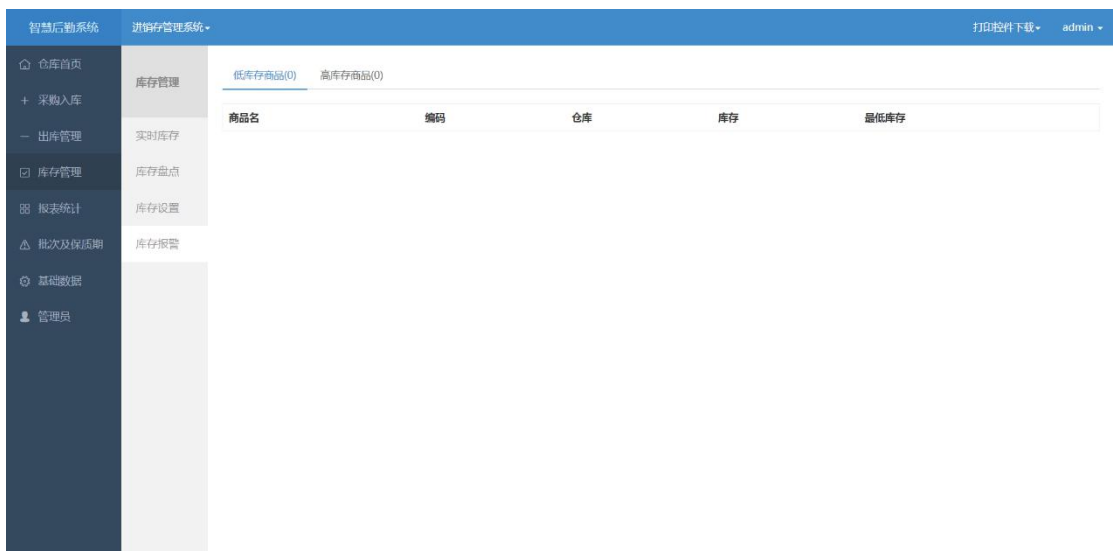 智慧后勤系统 进销存管理系统 打印控件下载 admin
仓库首页
采购入库
出库管理
库存管理
报表统计
批次及保质期
基础数据
管理员
库存管理
实时库存
库存盘点
库存设置
库存报警
低库存商品(0) 高库存商品(0)
商品名 编码 仓库 库存 最低库存